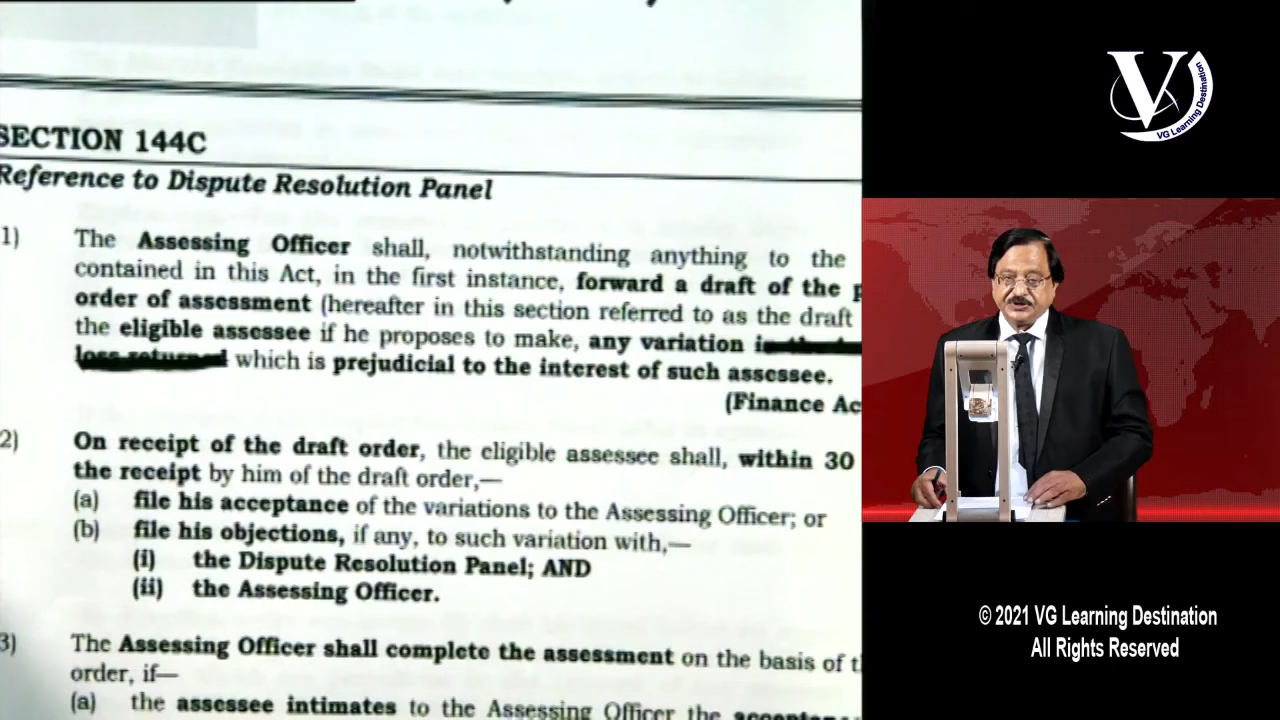 SECTION 144C
Reference to Dispute Resolution Panel
1) The Assessing Officer shall, notwithstanding anything to the
contained in this Act, in the first instance, forward a draft of the p
order of assessment (hereafter in this section referred to as the draft
the eligible assessee if he proposes to make, any variation
which is prejudicial to the interest of such assessee.
(Finance Ac
2) On receipt of the draft order, the eligible assessee shall, within 30
the receipt by him of the draft order,—
(a) file his acceptance of the variations to the Assessing Officer; or
(b) file his objections, if any, to such variation with,—
(i) the Dispute Resolution Panel; AND
(ii) the Assessing Officer.
3) The Assessing Officer shall complete the assessment on the basis of t
order, if—
(a) the assessee intimates to the Assessing Officer the
V
VG Learning Destination
© 2021 VG Learning Destination
All Rights Reserved